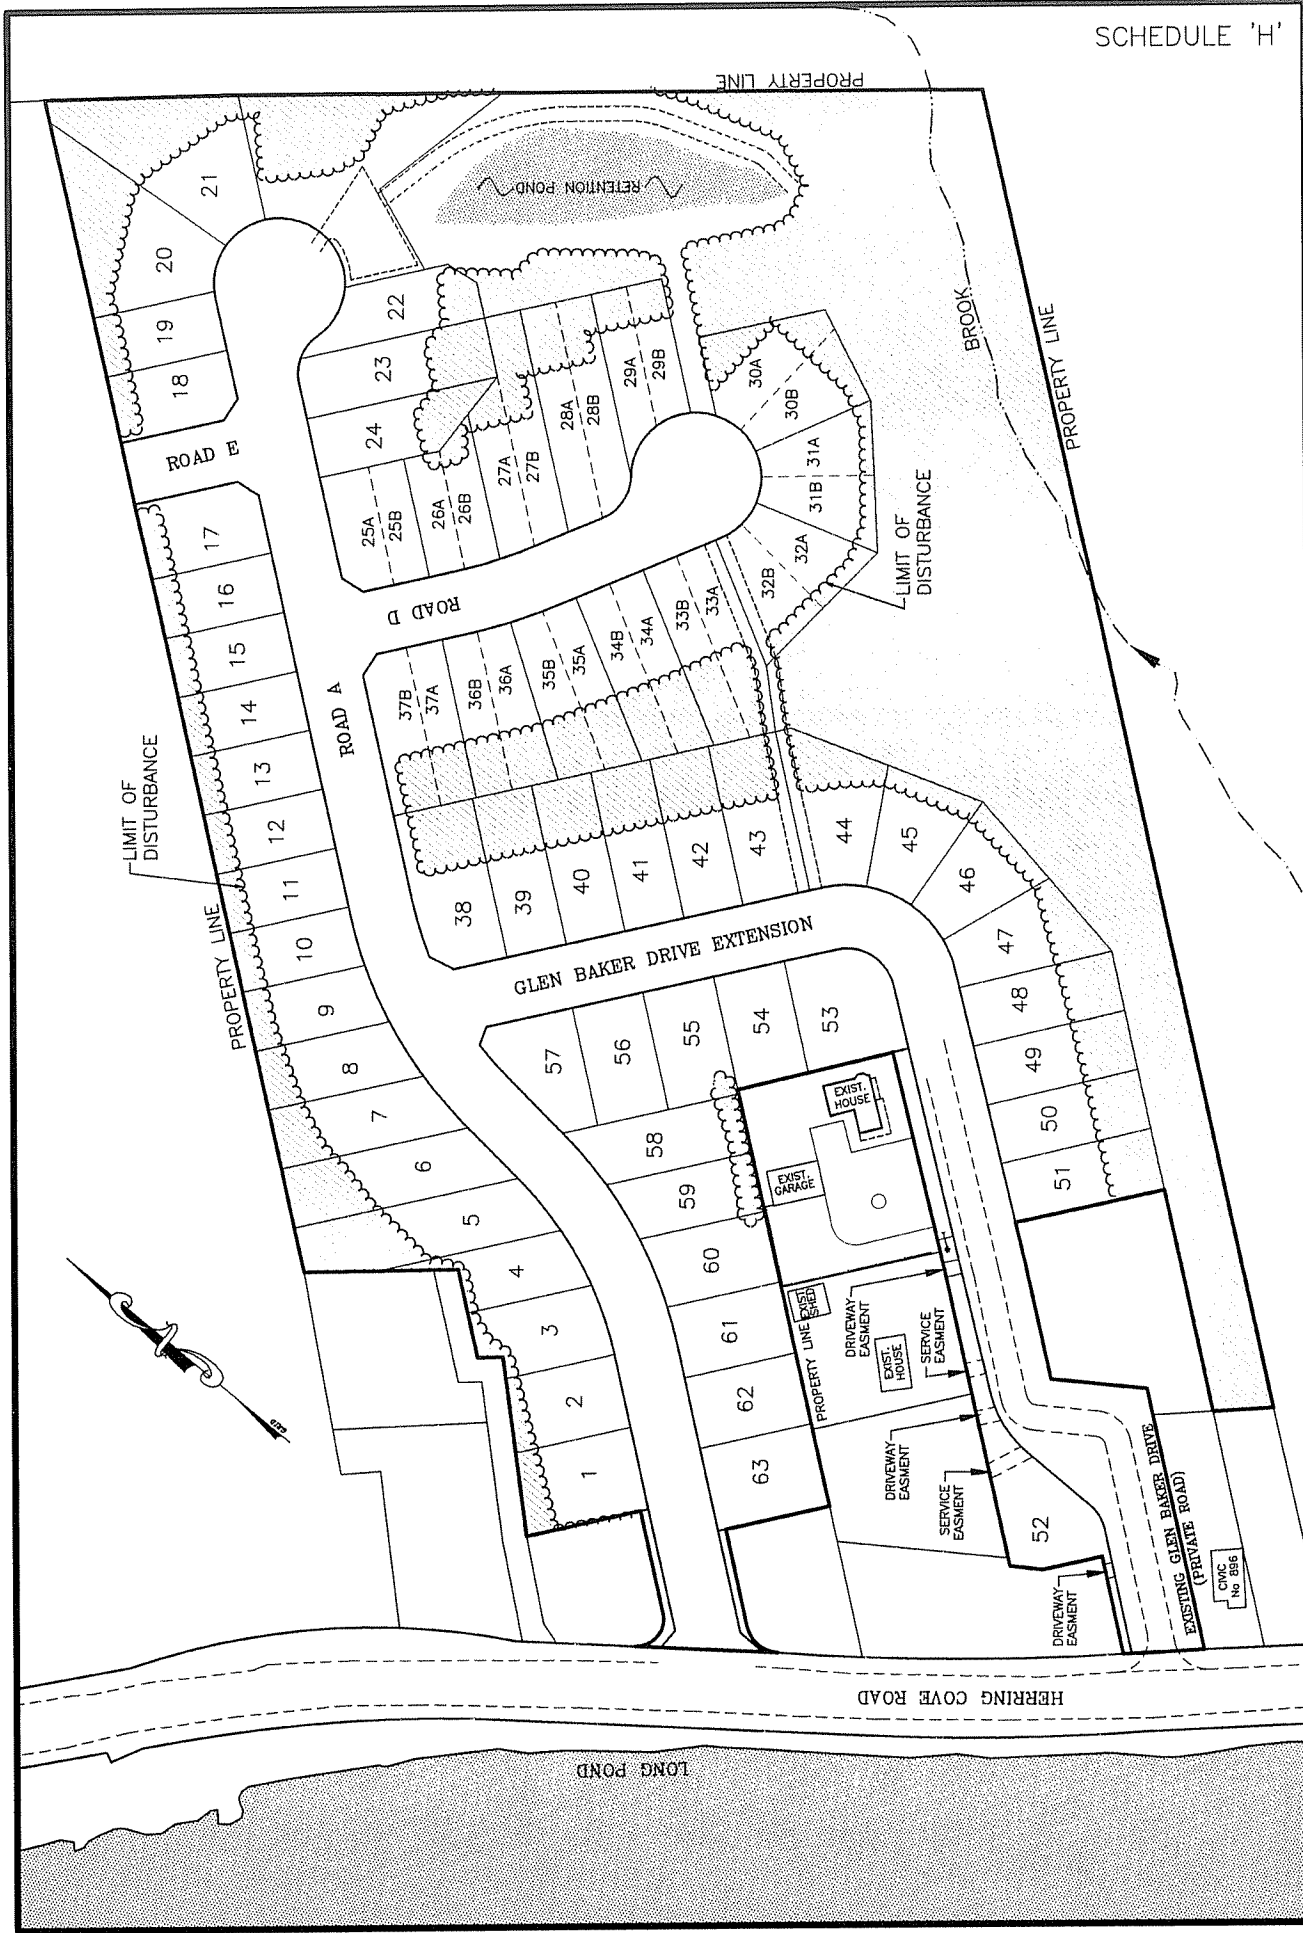 SCHEDULE 'H'
PROPERTY LINE
21
20
19
18
RETENTION POND
22
23
24
ROAD E
BROOK
PROPERTY LINE
29A
29B
28A
28B
27A
27B
26A
26B
25A
25B
30A
30B
31A
31B
32A
32B
LIMIT OF
DISTURBANCE
17
16
15
14
13
12
11
10
9
8
7
6
5
4
3
2
1
ROAD D
ROAD A
33A
33B
34A
34B
35A
35B
36A
36B
37A
37B
LIMIT OF
DISTURBANCE
PROPERTY LINE
38
39
40
41
42
43
44
45
46
47
48
49
50
51
GLEN BAKER DRIVE EXTENSION
57
56
55
54
53
58
59
60
61
62
63
EXIST.
HOUSE
EXIST.
GARAGE
EXIST.
SHED
PROPERTY LINE
DRIVEWAY
EASMENT
EXIST.
HOUSE
SERVICE
EASMENT
DRIVEWAY
EASMENT
SERVICE
EASMENT
52
DRIVEWAY
EASMENT
EXISTING GLEN BAKER DRIVE
(PRIVATE ROAD)
CIVIC
No 896
GRID
HERRING COVE ROAD
LONG POND